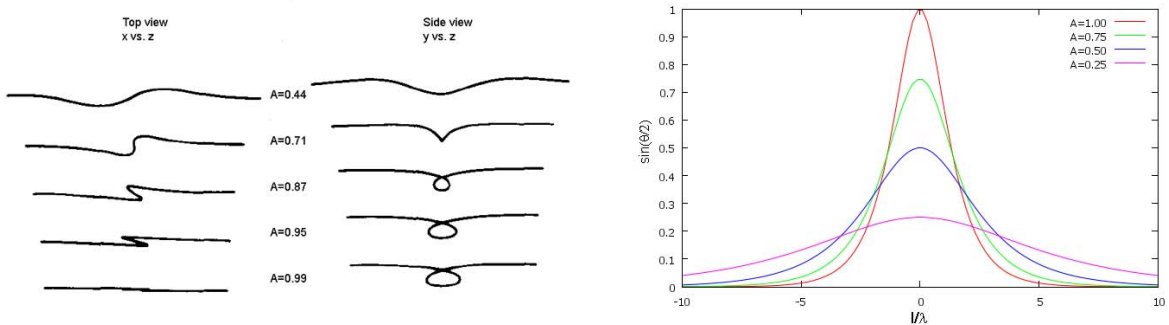 Top view
x vs. z
Side view
y vs. z
A=0.44
A=0.71
A=0.87
A=0.95
A=0.99
1
0.9
0.8
0.7
0.6
0.5
0.4
0.3
0.2
0.1
0
sin(θ/2)
A=1.00
A=0.75
A=0.50
A=0.25
-10
-5
0
5
10
l/λ